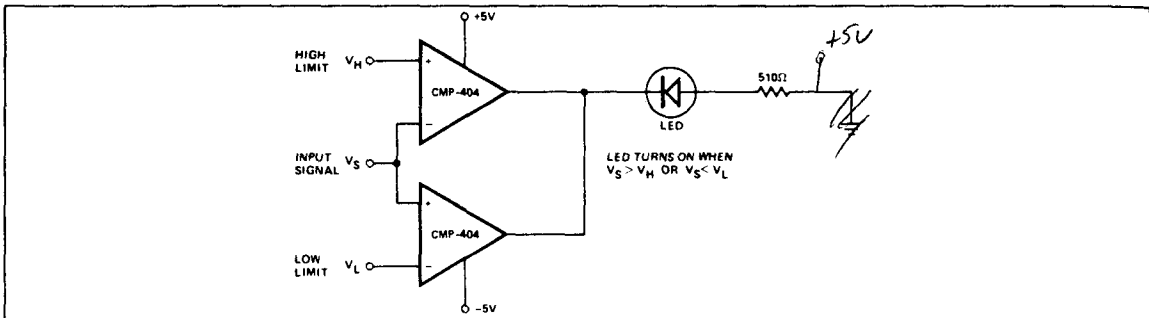 +5V
+5V
HIGH LIMIT
V_H
+
CMP-404
−
510Ω
LED
INPUT SIGNAL
V_S
LED TURNS ON WHEN
V_S > V_H OR V_S < V_L
+
CMP-404
−
LOW LIMIT
V_L
−5V